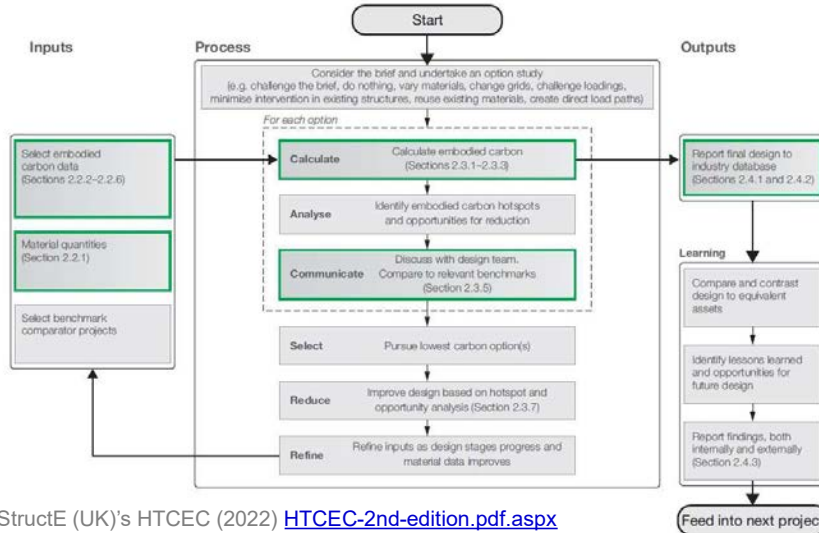 Start
Inputs
Process
Outputs
Consider the brief and undertake an option study
(e.g. challenge the brief, do nothing, vary materials, change grids, challenge loadings,
minimise intervention in existing structures, reuse existing materials, create direct load paths)
For each option
Select embodied
carbon data
(Sections 2.2.2–2.2.6)
Material quantities
(Section 2.2.1)
Select benchmark
comparator projects
Calculate
Calculate embodied carbon
(Sections 2.3.1–2.3.3)
Analyse
Identify embodied carbon hotspots
and opportunities for reduction
Communicate
Discuss with design team.
Compare to relevant benchmarks
(Section 2.3.5)
Select
Pursue lowest carbon option(s)
Reduce
Improve design based on hotspot and
opportunity analysis (Section 2.3.7)
Refine
Refine inputs as design stages progress and
material data improves
Report final design to
industry database
(Sections 2.4.1 and 2.4.2)
Learning
Compare and contrast
design to equivalent
assets
Identify lessons learned
and opportunities for
future design
Report findings, both
internally and externally
(Section 2.4.3)
Feed into next project
StructE (UK)'s HTCEC (2022) HTCEC-2nd-edition.pdf.aspx